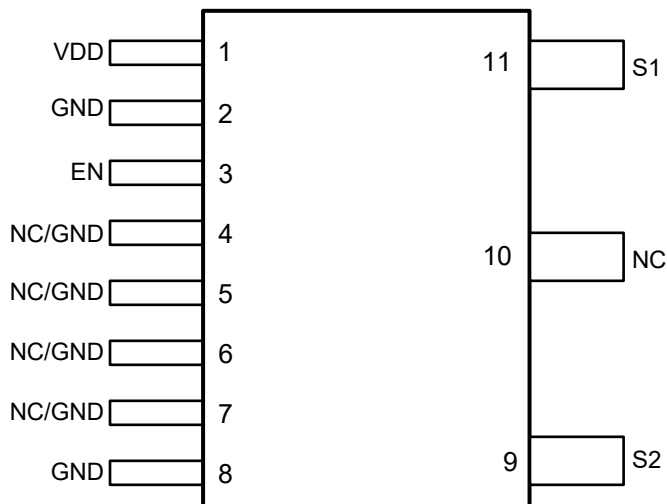 VDD 1 11 S1
GND 2
EN 3
NC/GND 4 10 NC
NC/GND 5
NC/GND 6
NC/GND 7
GND 8 9 S2